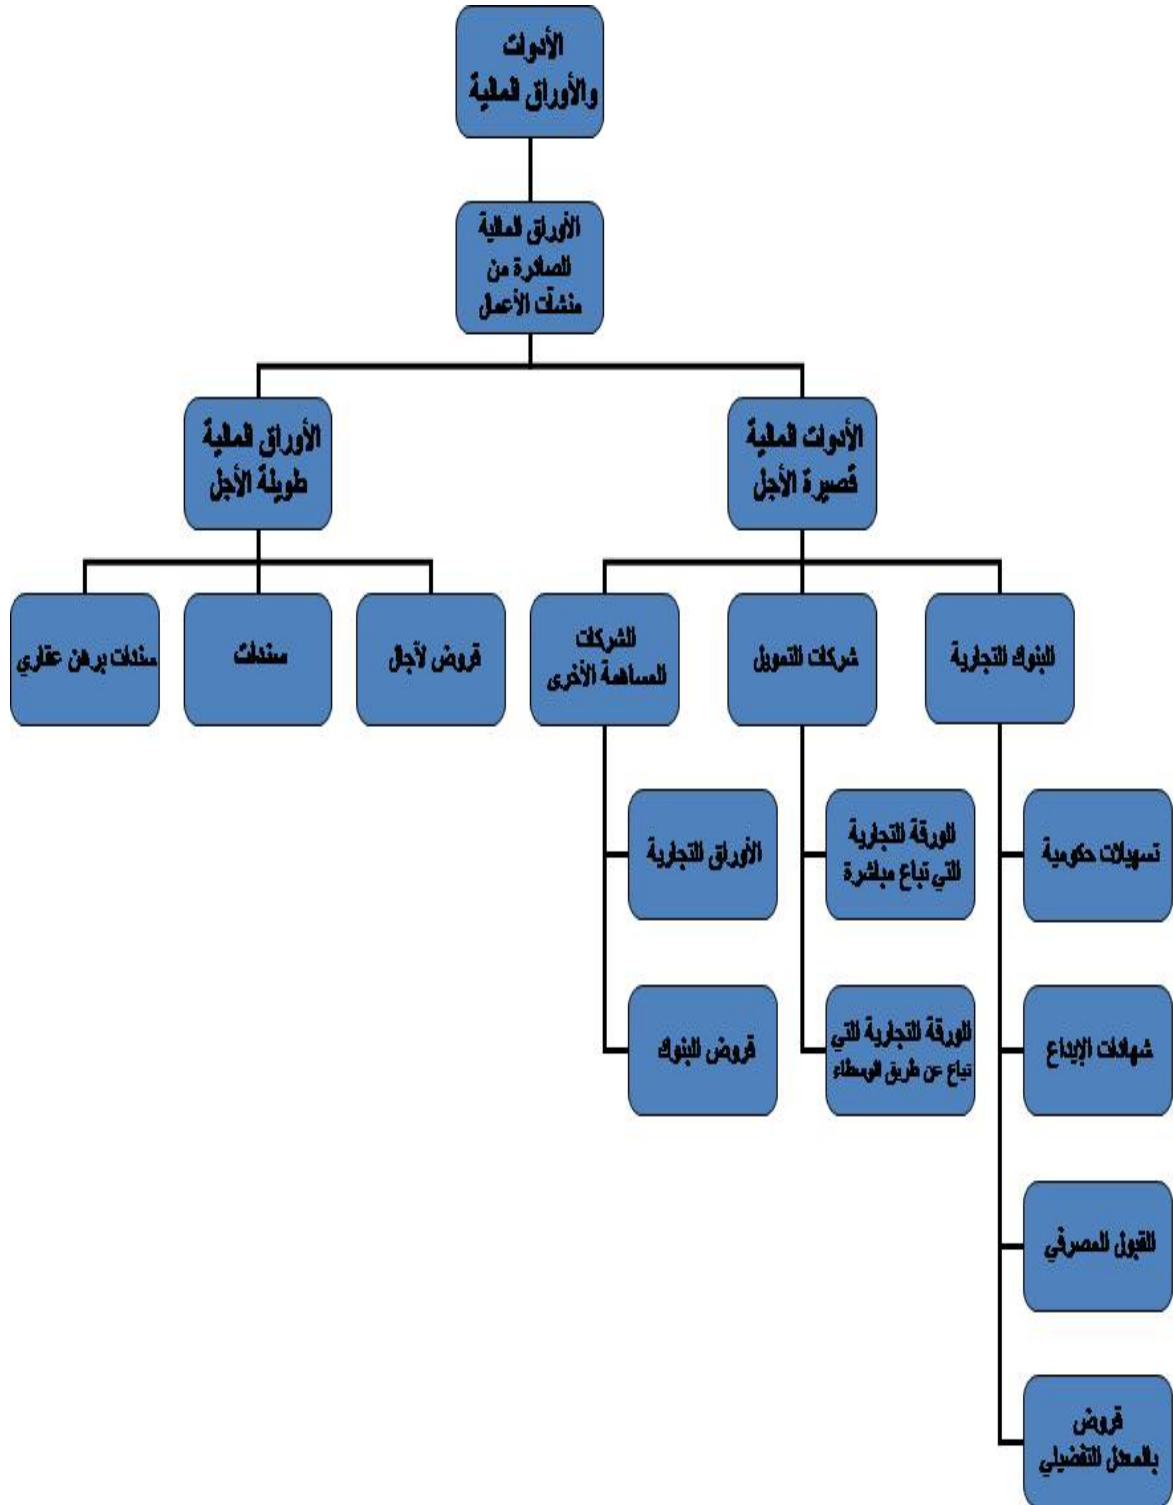 الأدوات
والأوراق المالية
الأوراق المالية
الصادرة من
منشآت الأعمال
الأدوات المالية
قصيرة الأجل
الأوراق المالية
طويلة الأجل
البنوك التجارية
شركات التمويل
الشركات
المساهمة الأخرى
قروض لآجال
سندات
سندات برهن عقاري
تسهيلات حكومية
الورقة التجارية
التي تباع مباشرة
الأوراق التجارية
شهادات الإيداع
الورقة التجارية التي
تباع عن طريق الوسطاء
قروض البنوك
القبول المصرفي
قروض
بالمعدل التفضيلي